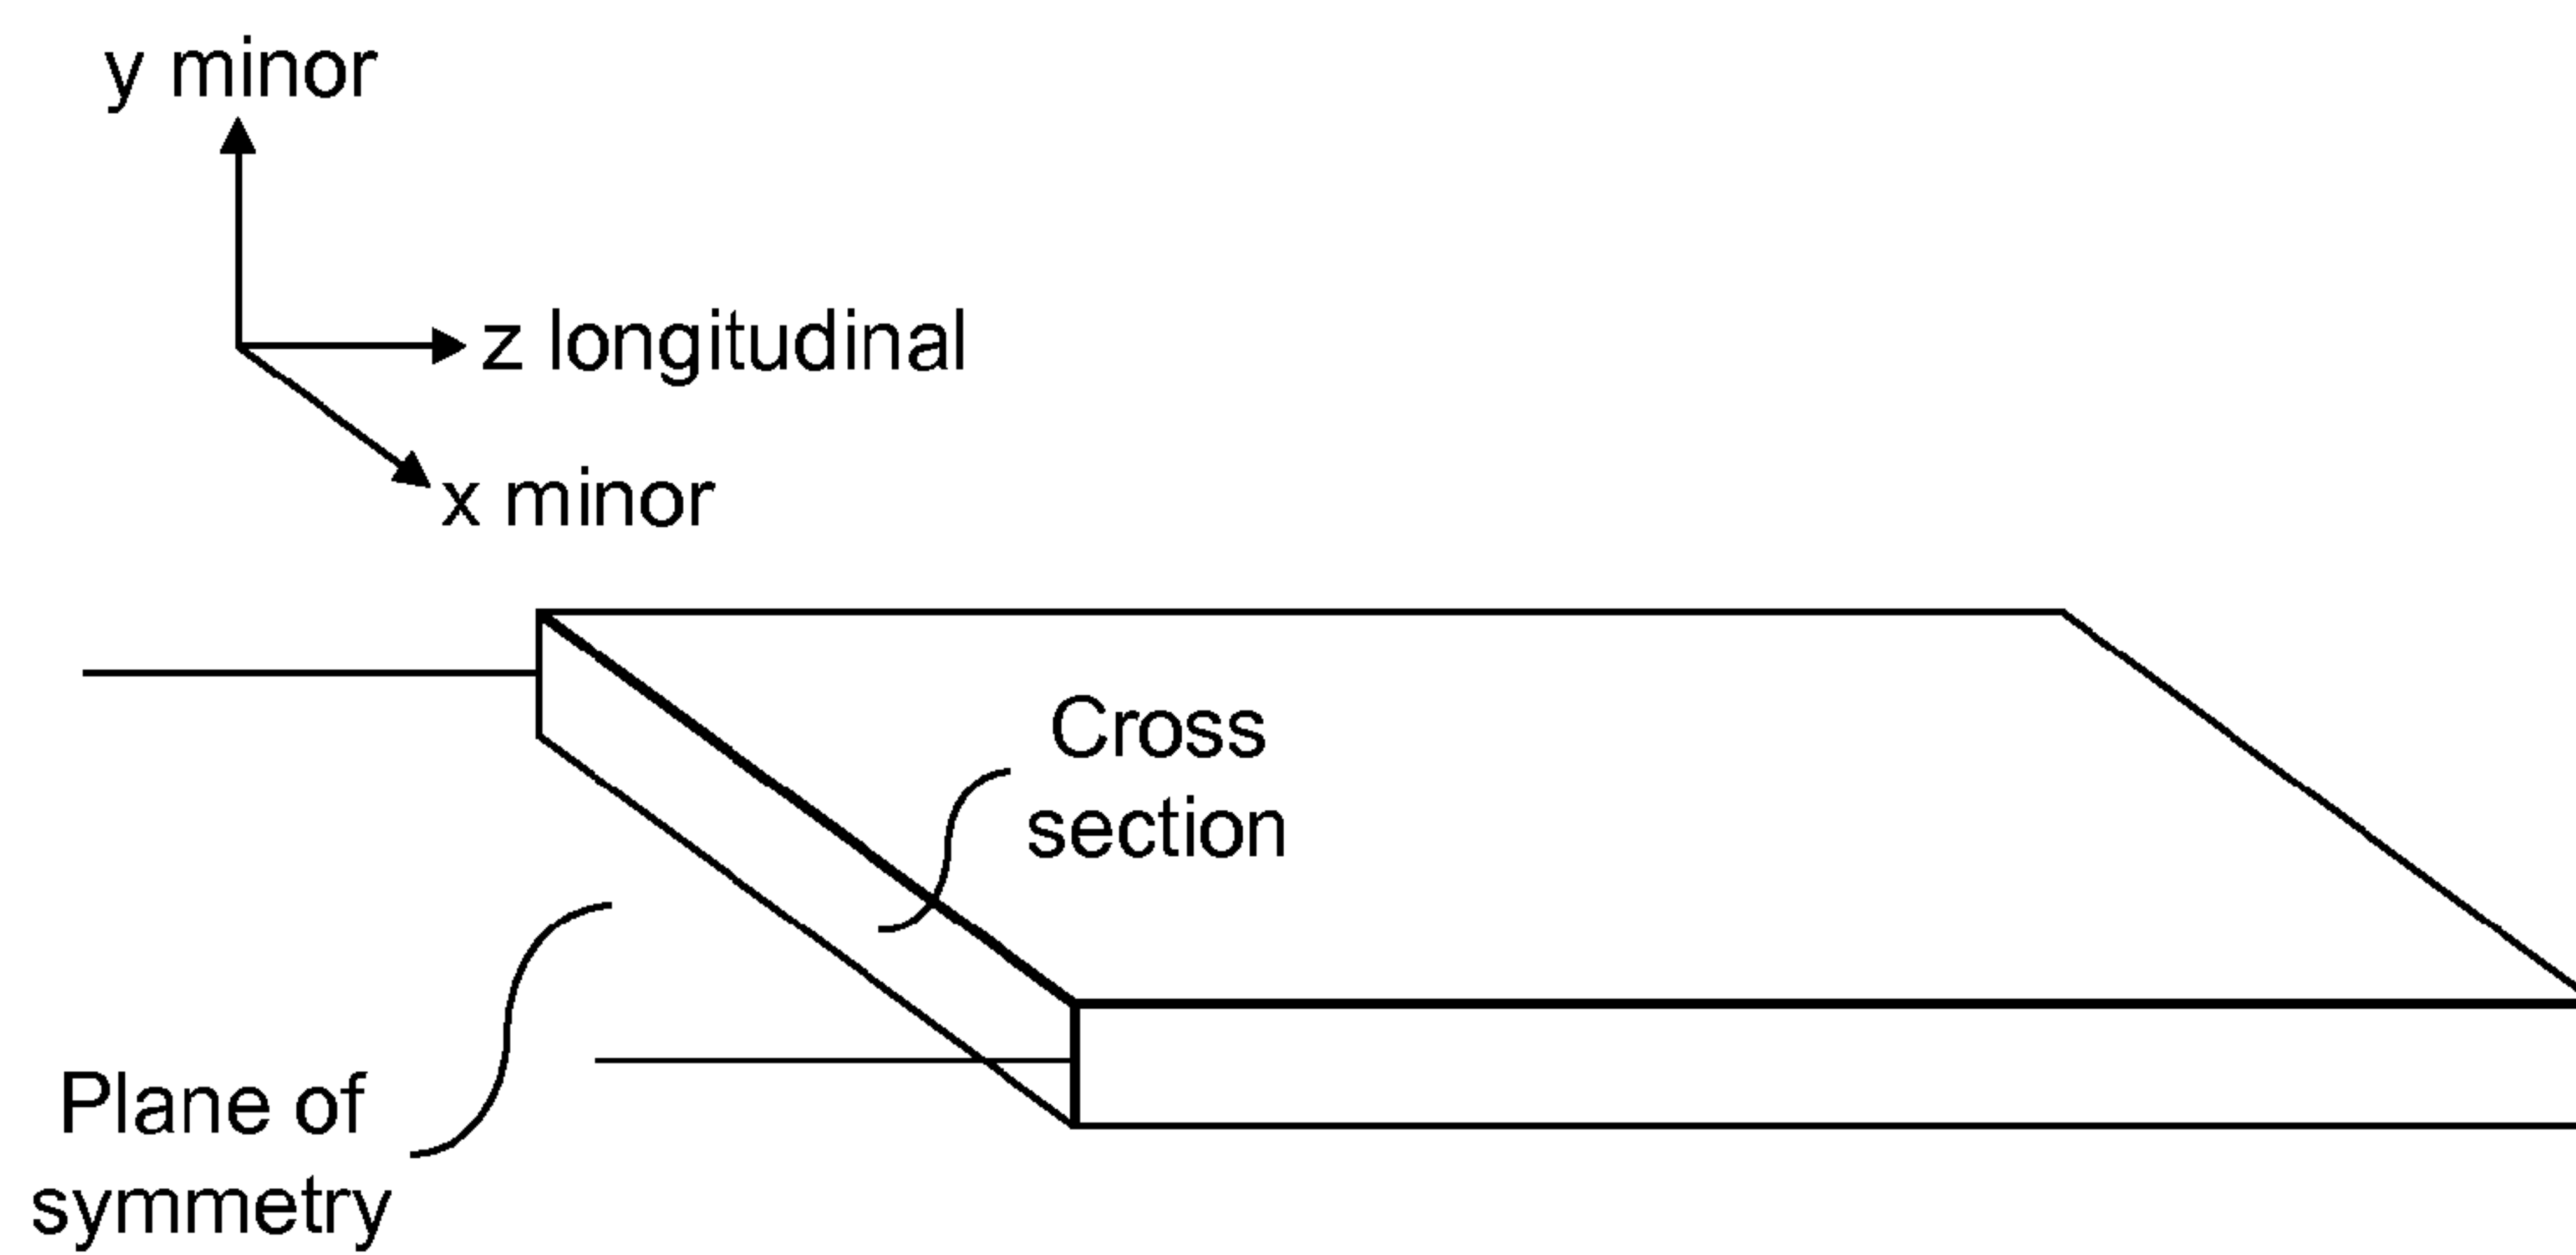 y minor
z longitudinal
x minor
Cross
section
Plane of
symmetry